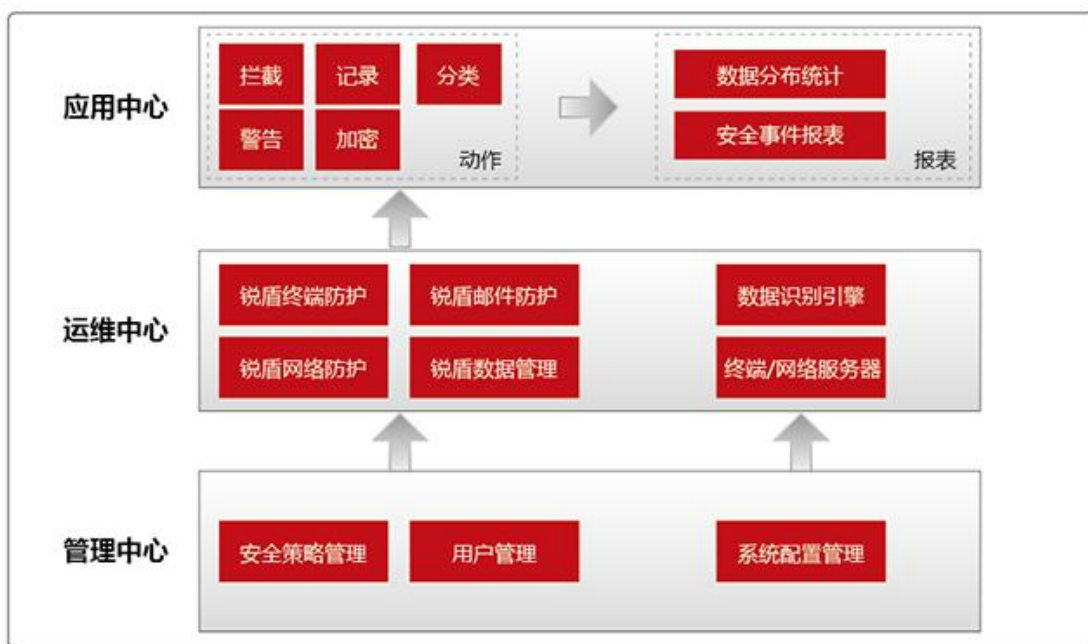 应用中心
拦截 记录 分类
警告 加密
动作
数据分布统计
安全事件报表
报表
运维中心
锐盾终端防护 锐盾邮件防护 数据识别引擎
锐盾网络防护 锐盾数据管理 终端/网络服务器
管理中心
安全策略管理 用户管理 系统配置管理